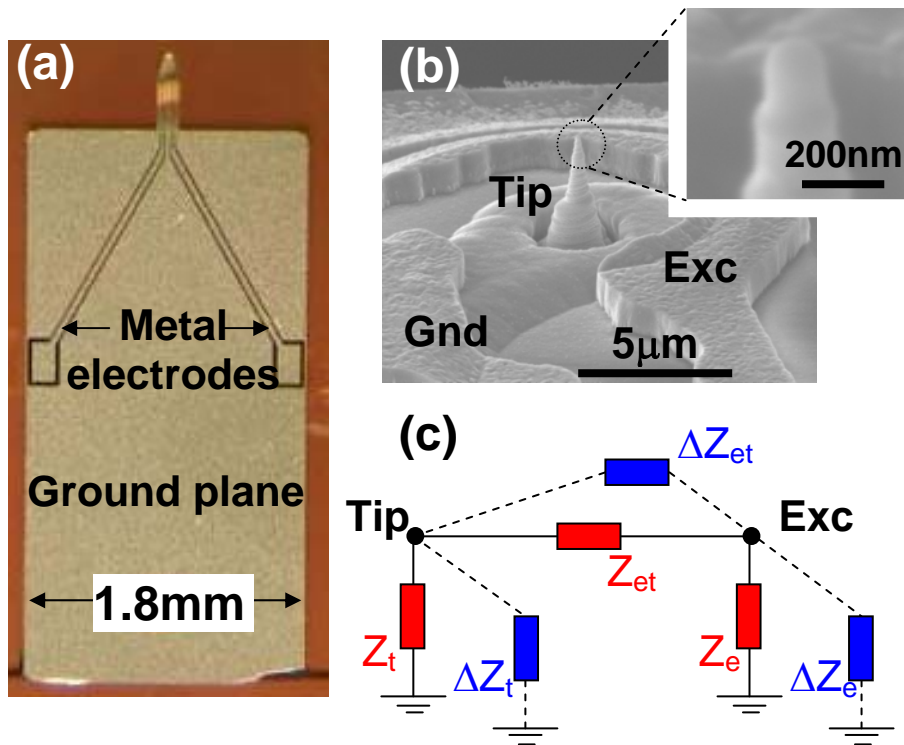 (a)
Metal
electrodes
Ground plane
1.8mm
(b)
Tip
Exc
Gnd
5μm
200nm
(c)
ΔZet
Tip
Exc
Zet
Zt
ΔZt
Ze
ΔZe